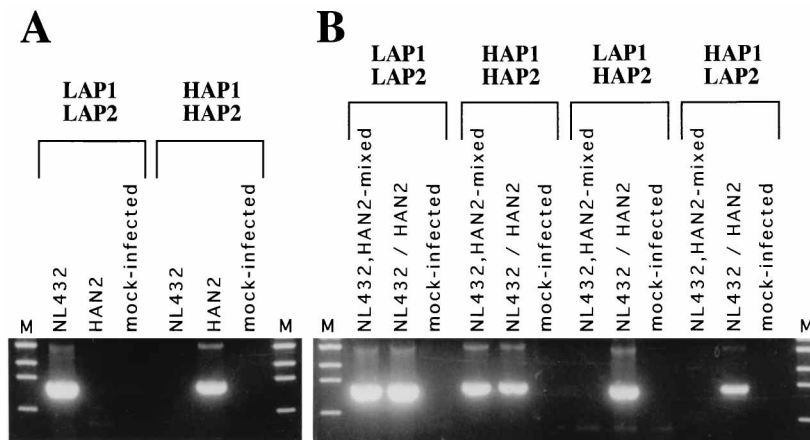 A
B
LAP1
LAP2
HAP1
HAP2
LAP1
LAP2
HAP1
HAP2
LAP1
HAP2
HAP1
LAP2
M
NL432
HAN2
mock-infected
NL432
HAN2
mock-infected
M
M
NL432,HAN2-mixed
NL432 / HAN2
mock-infected
NL432,HAN2-mixed
NL432 / HAN2
mock-infected
NL432,HAN2-mixed
NL432 / HAN2
mock-infected
NL432,HAN2-mixed
NL432 / HAN2
mock-infected
M